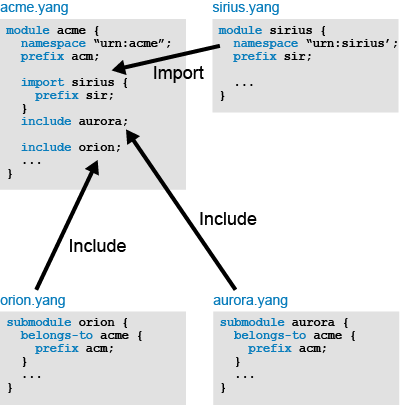 acme.yang
module acme {
  namespace “urn:acme”;
  prefix acm;
  import sirius {
    prefix sir;
  }
  include aurora;
  include orion;
  ...
}
sirius.yang
module sirius {
  namespace “urn:sirius’;
  prefix sir;
  ...
}
Import
Include
Include
orion.yang
submodule orion {
  belongs-to acme {
    prefix acm;
  }
  ...
}
aurora.yang
submodule aurora {
  belongs-to acme {
    prefix acm;
  }
  ...
}